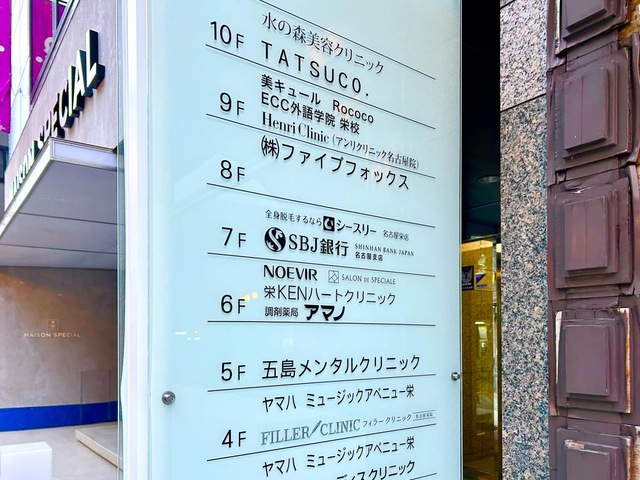 SPECIAL
MAISON SPECIAL
水の森美容クリニック
10F TATSUCO.
美キュール Rococo
ECC外語学院 栄校
9F Henri Clinic (アンリクリニック名古屋院)
㈱ファイブフォックス
8F
全身脱毛するなら シースリー 名古屋栄店
7F SBJ銀行 SHINHAN BANK JAPAN
名古屋支店
NOEVIR SALON DE SPECIALE
栄KENハートクリニック
6F 調剤薬局 アマノ
5F 五島メンタルクリニック
ヤマハ ミュージックアベニュー栄
4F FILLER/CLINIC フィラークリニック
ヤマハ ミュージックアベニュー栄
ディスクリニック